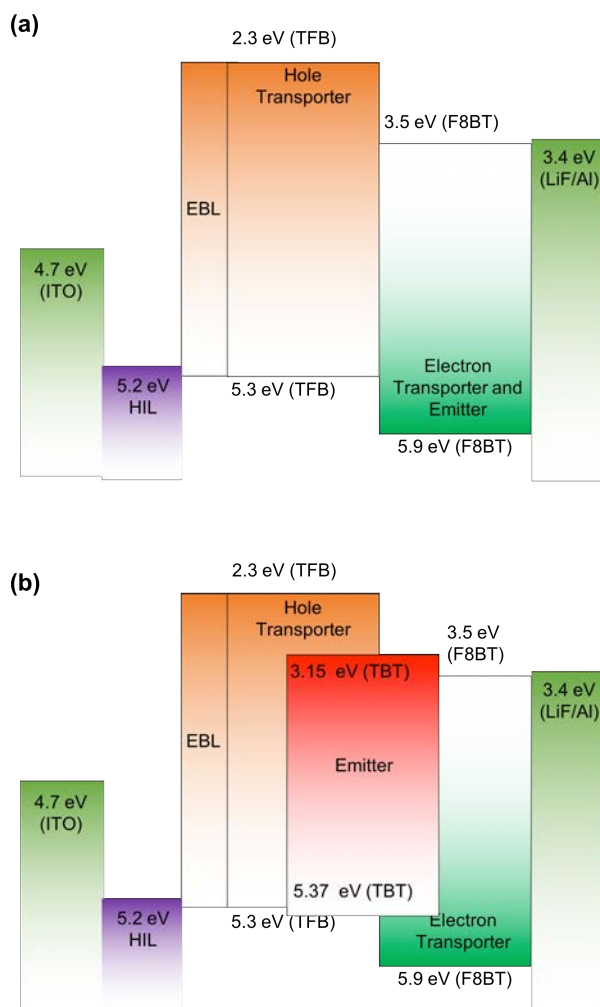 (a)
2.3 eV (TFB)
Hole
Transporter
3.5 eV (F8BT)
3.4 eV
(LiF/Al)
EBL
4.7 eV
(ITO)
5.2 eV
HIL
5.3 eV (TFB)
Electron
Transporter and
Emitter
5.9 eV (F8BT)
(b)
2.3 eV (TFB)
Hole
Transporter
3.5 eV
(F8BT)
3.15 eV (TBT)
3.4 eV
(LiF/Al)
EBL
Emitter
4.7 eV
(ITO)
5.37 eV (TBT)
5.2 eV
HIL
5.3 eV (TFB)
Electron
Transporter
5.9 eV (F8BT)